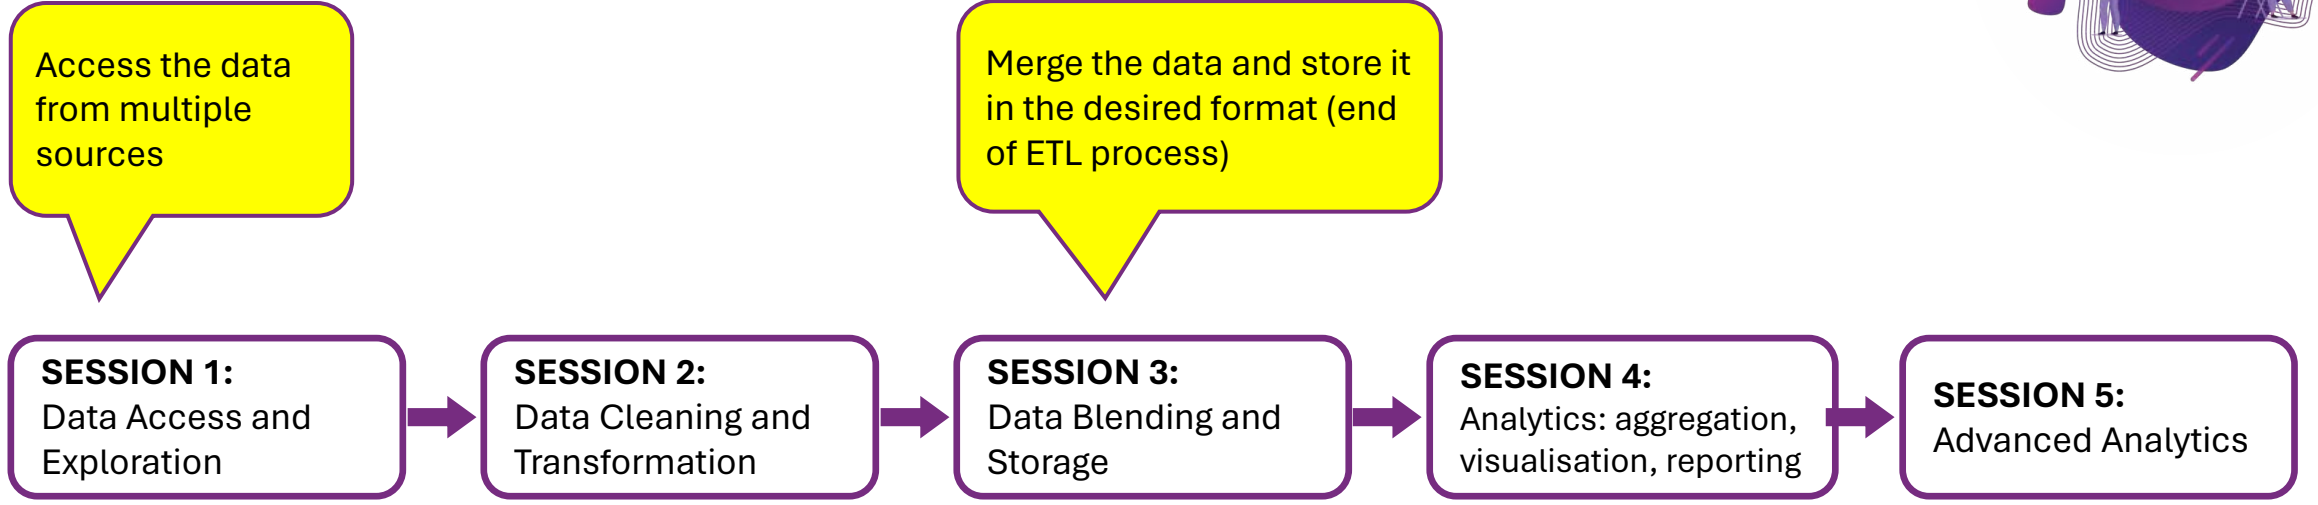 Access the data
from multiple
sources
Merge the data and store it
in the desired format (end
of ETL process)
SESSION 1:
Data Access and
Exploration
SESSION 2:
Data Cleaning and
Transformation
SESSION 3:
Data Blending and
Storage
SESSION 4:
Analytics: aggregation,
visualisation, reporting
SESSION 5:
Advanced Analytics